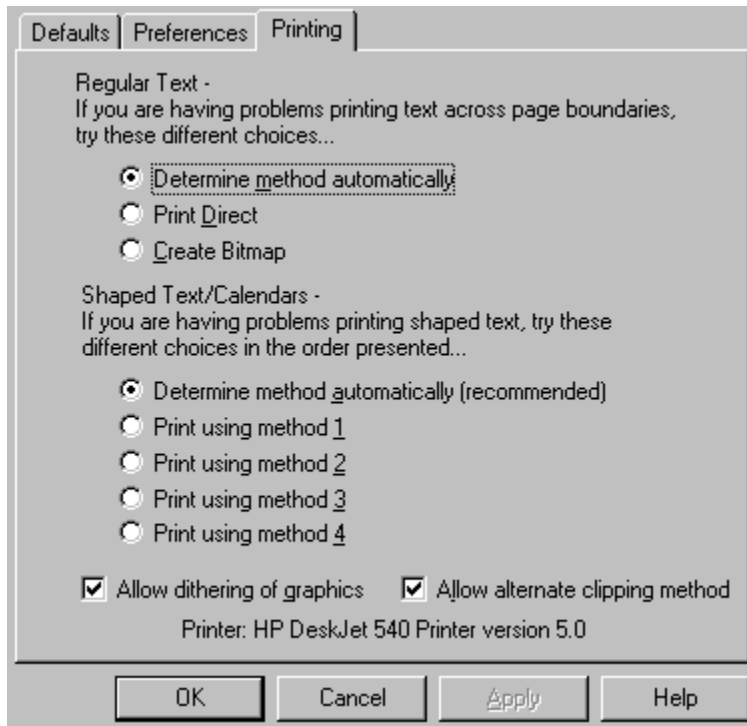 Defaults Preferences Printing
Regular Text -
If you are having problems printing text across page boundaries,
try these different choices...
Determine method automatically
Print Direct
Create Bitmap
Shaped Text/Calendars -
If you are having problems printing shaped text, try these
different choices in the order presented...
Determine method automatically (recommended)
Print using method 1
Print using method 2
Print using method 3
Print using method 4
Allow dithering of graphics Allow alternate clipping method
Printer: HP DeskJet 540 Printer version 5.0
OK Cancel Apply Help